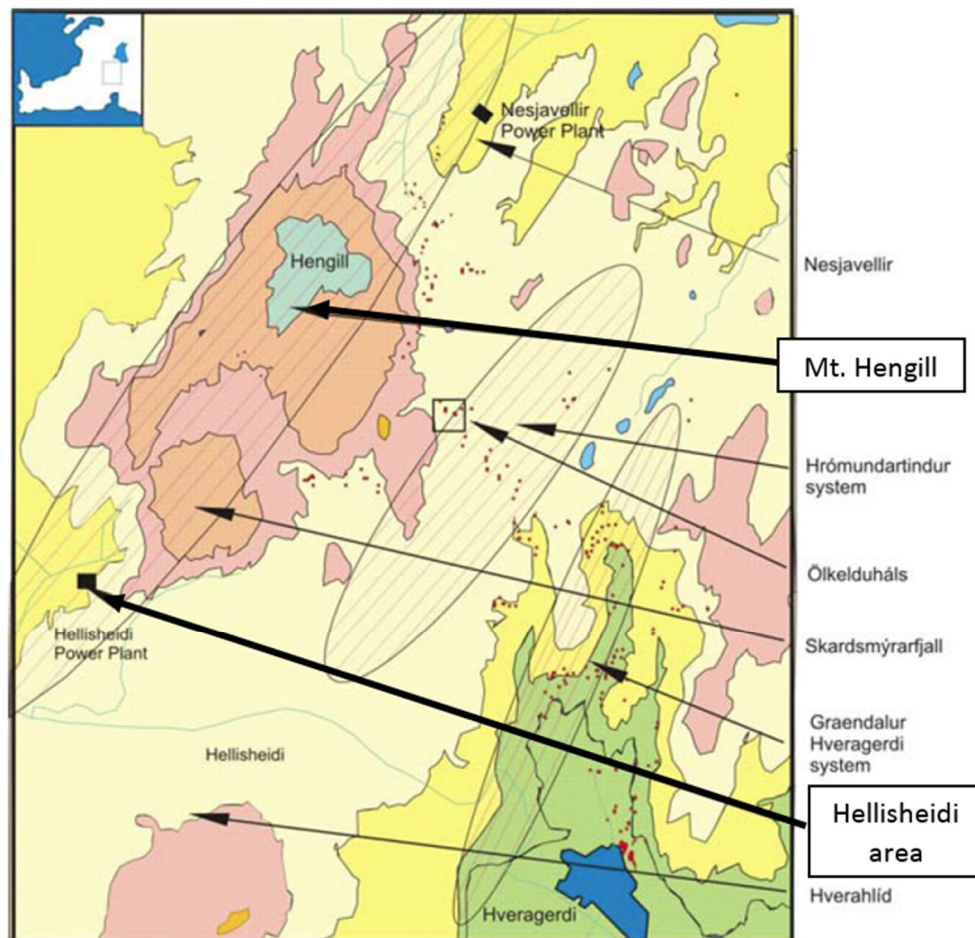 Nesjavellir
Power Plant
Nesjavellir
Hengill
Mt. Hengill
Hrómundartindur
system
Ölkelduháls
Hellisheidi
Power Plant
Skardsmýrarfjall
Graendalur
Hveragerdi
system
Hellisheidi
Hellisheidi
area
Hverahlíd
Hveragerdi